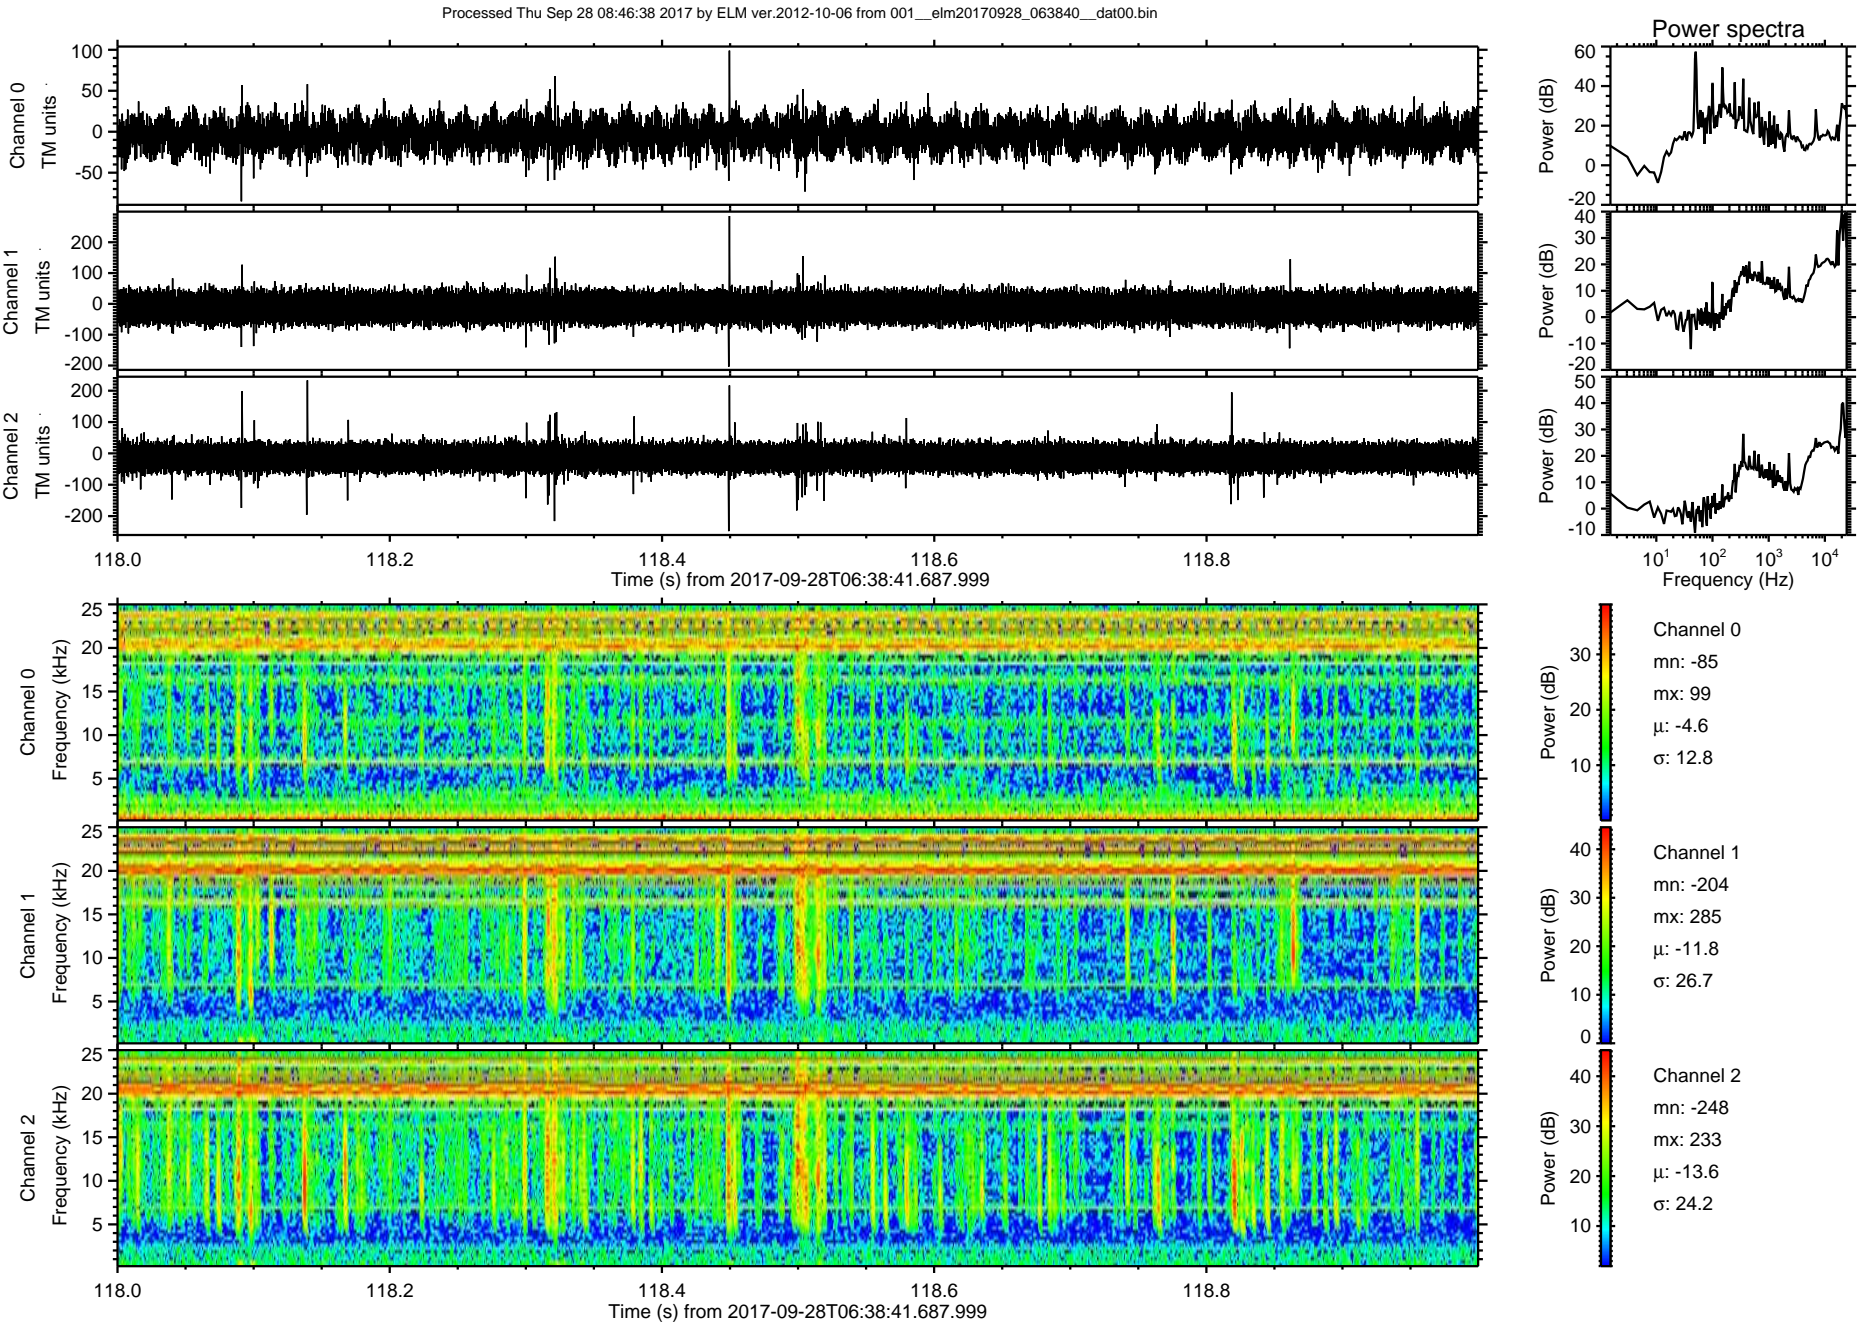 Processed Thu Sep 28 08:46:38 2017 by ELM ver.2012-10-06 from 001__elm20170928_063840__dat00.bin
Power spectra
Channel 0
TM units
100
50
0
-50
Power (dB)
60
40
20
0
-20
Channel 1
TM units
200
100
0
-100
-200
Power (dB)
40
30
20
10
0
-10
-20
Channel 2
TM units
200
100
0
-100
-200
Power (dB)
50
40
30
20
10
0
-10
118.0 118.2 118.4 118.6 118.8
Time (s) from 2017-09-28T06:38:41.687.999
10^1 10^2 10^3 10^4
Frequency (Hz)
Channel 0
Frequency (kHz)
25
20
15
10
5
Power (dB)
30
20
10
Channel 0
mn: -85
mx: 99
μ: -4.6
σ: 12.8
Channel 1
Frequency (kHz)
25
20
15
10
5
Power (dB)
40
30
20
10
0
Channel 1
mn: -204
mx: 285
μ: -11.8
σ: 26.7
Channel 2
Frequency (kHz)
25
20
15
10
5
Power (dB)
40
30
20
10
Channel 2
mn: -248
mx: 233
μ: -13.6
σ: 24.2
118.0 118.2 118.4 118.6 118.8
Time (s) from 2017-09-28T06:38:41.687.999